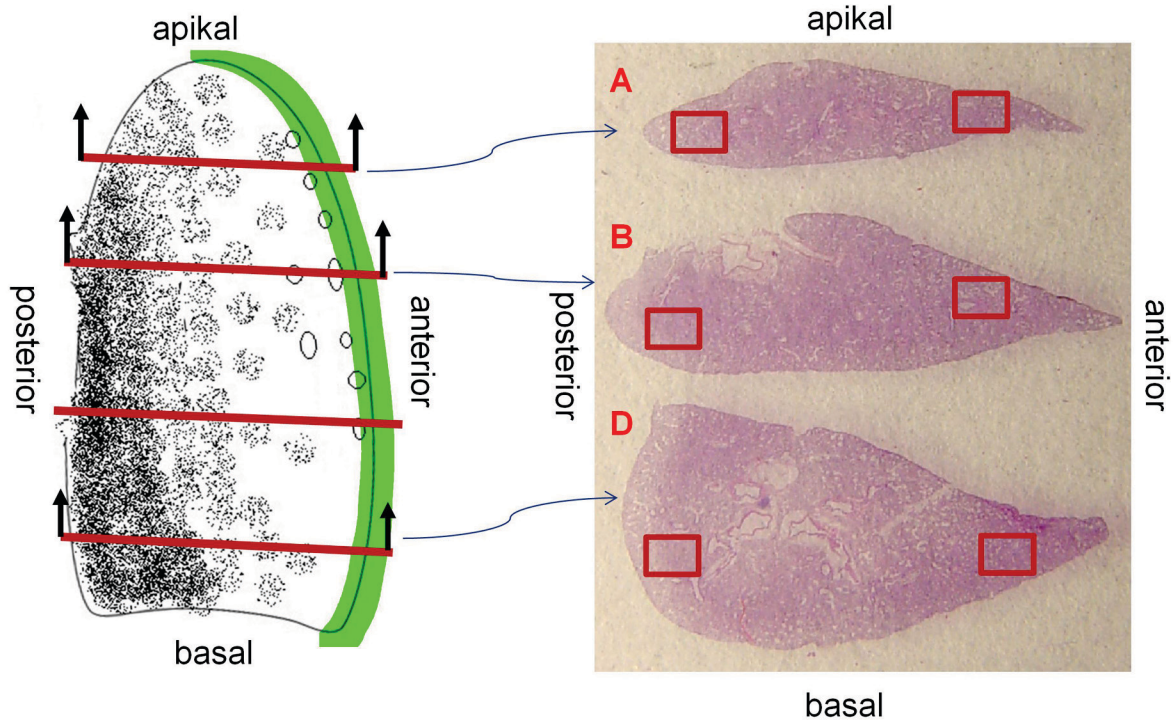 apikal
posterior
anterior
basal
apikal
A
B
D
posterior
anterior
basal